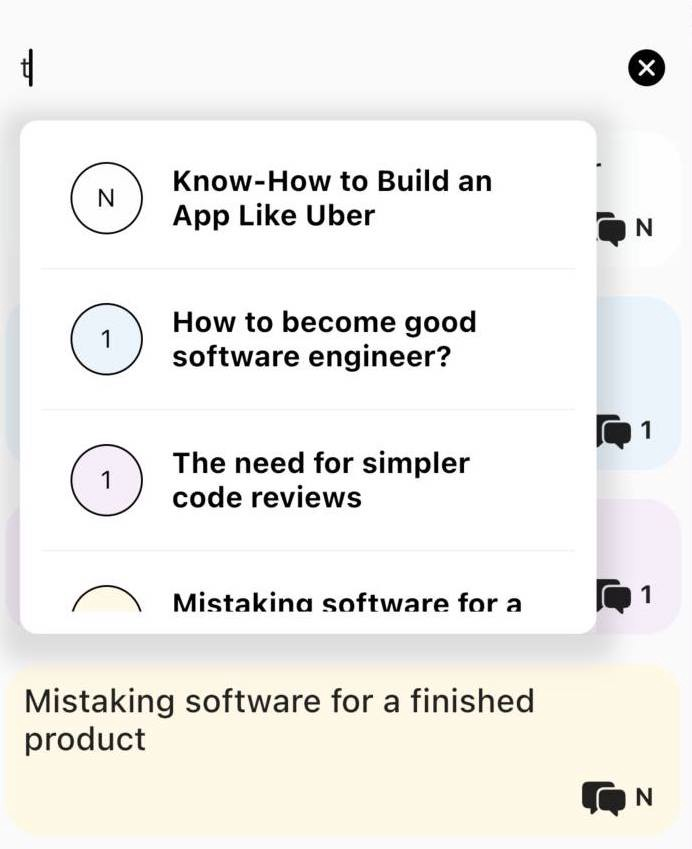 t
N
Know-How to Build an
App Like Uber
N
1
How to become good
software engineer?
1
1
The need for simpler
code reviews
1
Mistaking software for a
Mistaking software for a finished
product
N